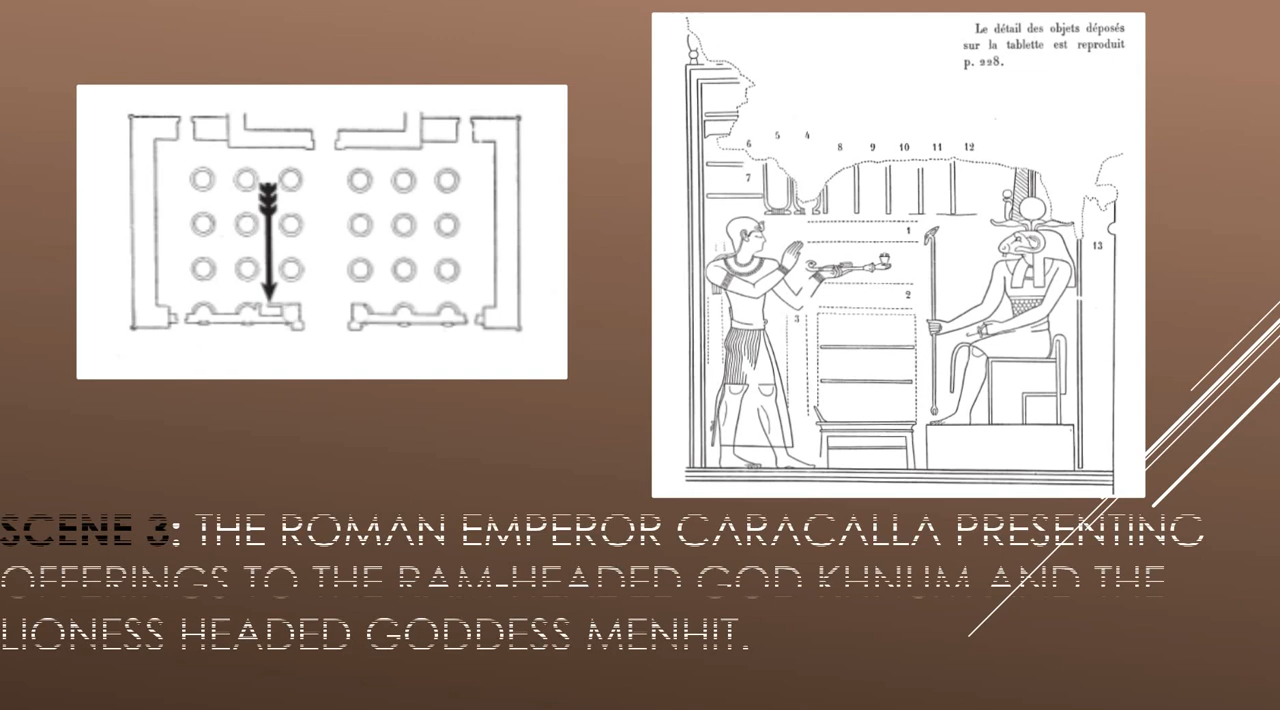 Le détail des objets déposés
sur la tablette est reproduit
p. 228.
5 4
6 8 9 10 11 12
7
1
13
2
3
SCENE 3: THE ROMAN EMPEROR CARACALLA PRESENTING
OFFERINGS TO THE RAM-HEADED GOD KHNUM AND THE
LIONESS HEADED GODDESS MENHIT.